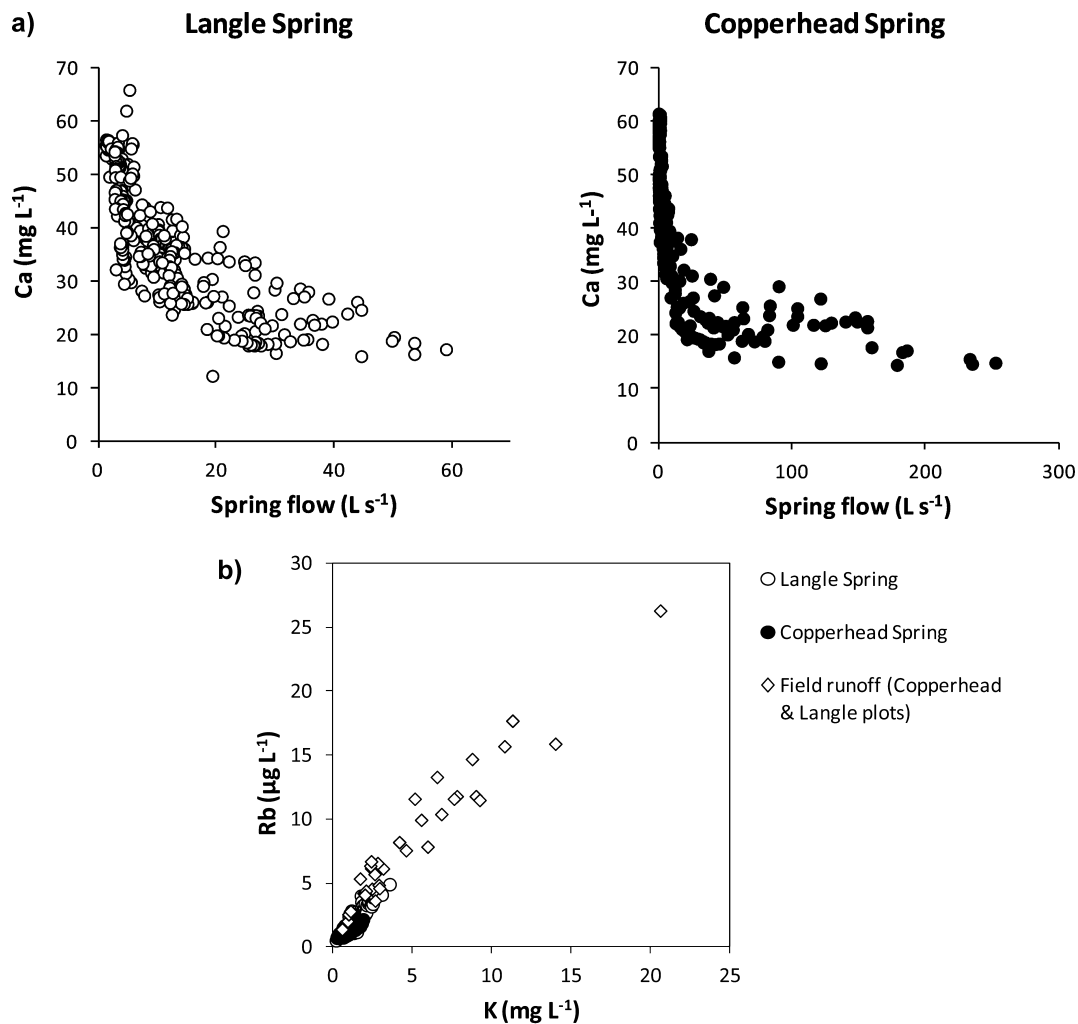 a)
Langle Spring
Copperhead Spring
70
60
50
40
30
20
10
0
Ca (mg L⁻¹)
0 20 40 60
Spring flow (L s⁻¹)
70
60
50
40
30
20
10
0
Ca (mg L-¹)
0 100 200 300
Spring flow (L s⁻¹)
b)
30
25
20
15
10
5
0
Rb (µg L⁻¹)
0 5 10 15 20 25
K (mg L⁻¹)
Langle Spring
Copperhead Spring
Field runoff (Copperhead
& Langle plots)